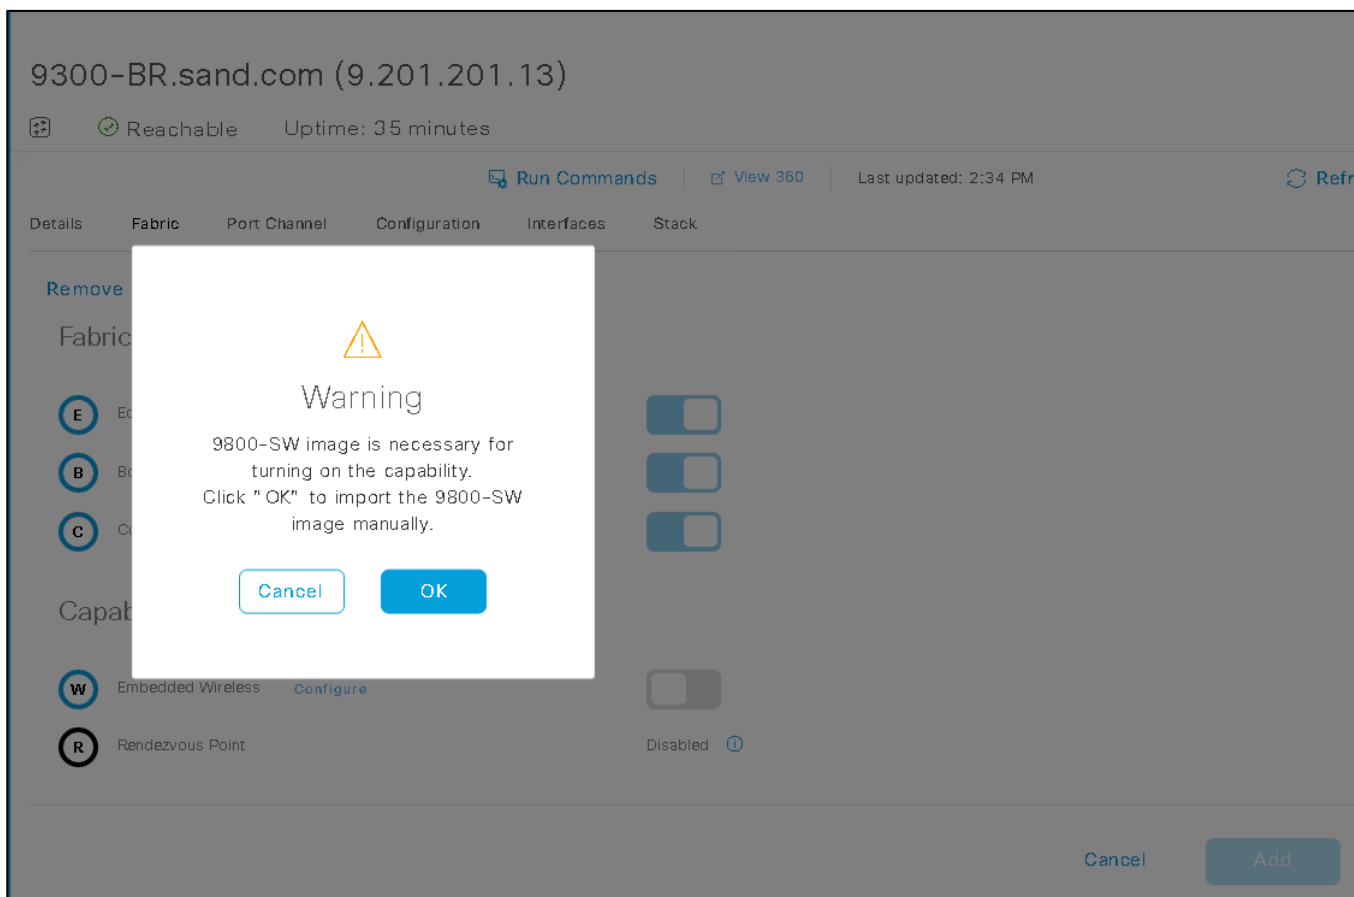 9300-BR.sand.com (9.201.201.13)
Reachable Uptime: 35 minutes
Run Commands View 360 Last updated: 2:34 PM Refr
Details Fabric Port Channel Configuration Interfaces Stack
Remove
Fabric
Warning
E
9800-SW image is necessary for
turning on the capability.
B
Click "OK" to import the 9800-SW
image manually.
C
Cancel OK
Capab
W Embedded Wireless Configure
R Rendezvous Point Disabled
Cancel Add